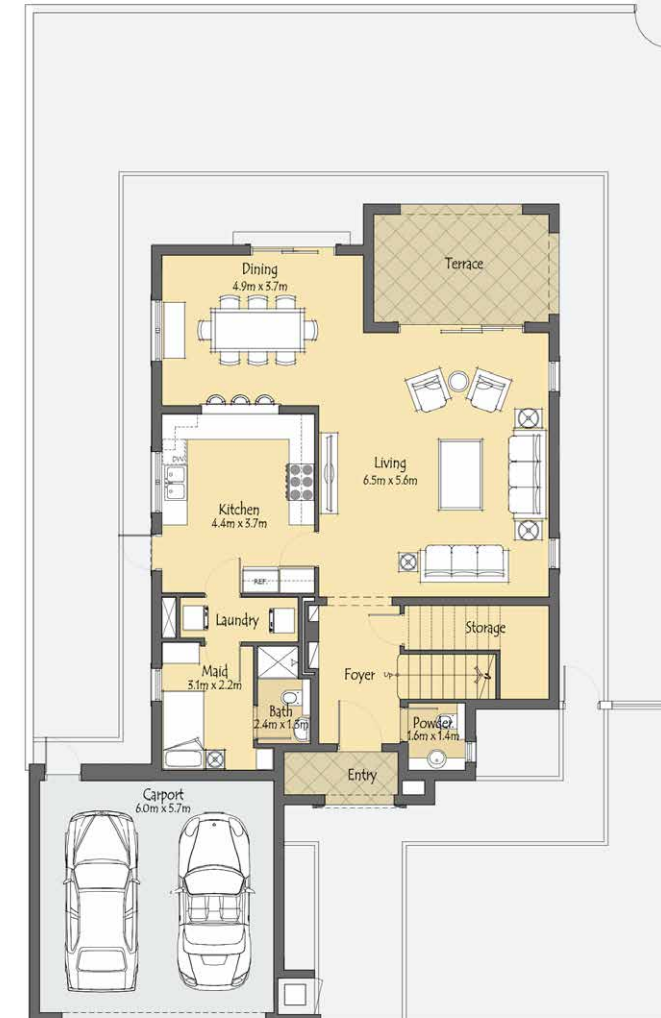 Terrace
Dining
4.9m x 3.7m
Living
6.5m x 5.6m
Kitchen
4.4m x 3.7m
REF.
Laundry
Storage
Maid
3.1m x 2.2m
Foyer
UP
Bath
2.4m x 1.3m
Powder
1.6m x 1.4m
Entry
Carport
6.0m x 5.7m